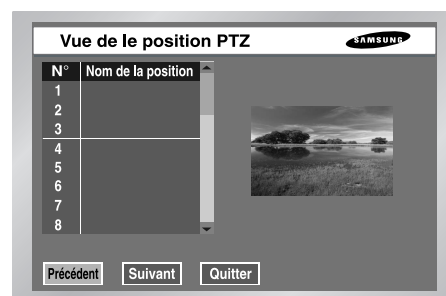 Vue de le position PTZ
SAMSUNG
N° Nom de la position
1
2
3
4
5
6
7
8
Précédent Suivant Quitter